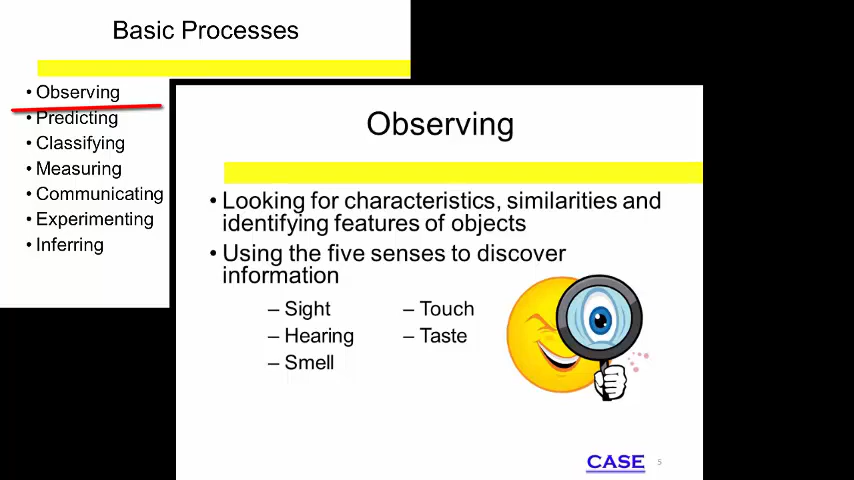 Basic Processes
• Observing
• Predicting
• Classifying
• Measuring
• Communicating
• Experimenting
• Inferring
Observing
• Looking for characteristics, similarities and
identifying features of objects
• Using the five senses to discover
information
– Sight
– Hearing
– Smell
– Touch
– Taste
CASE
5